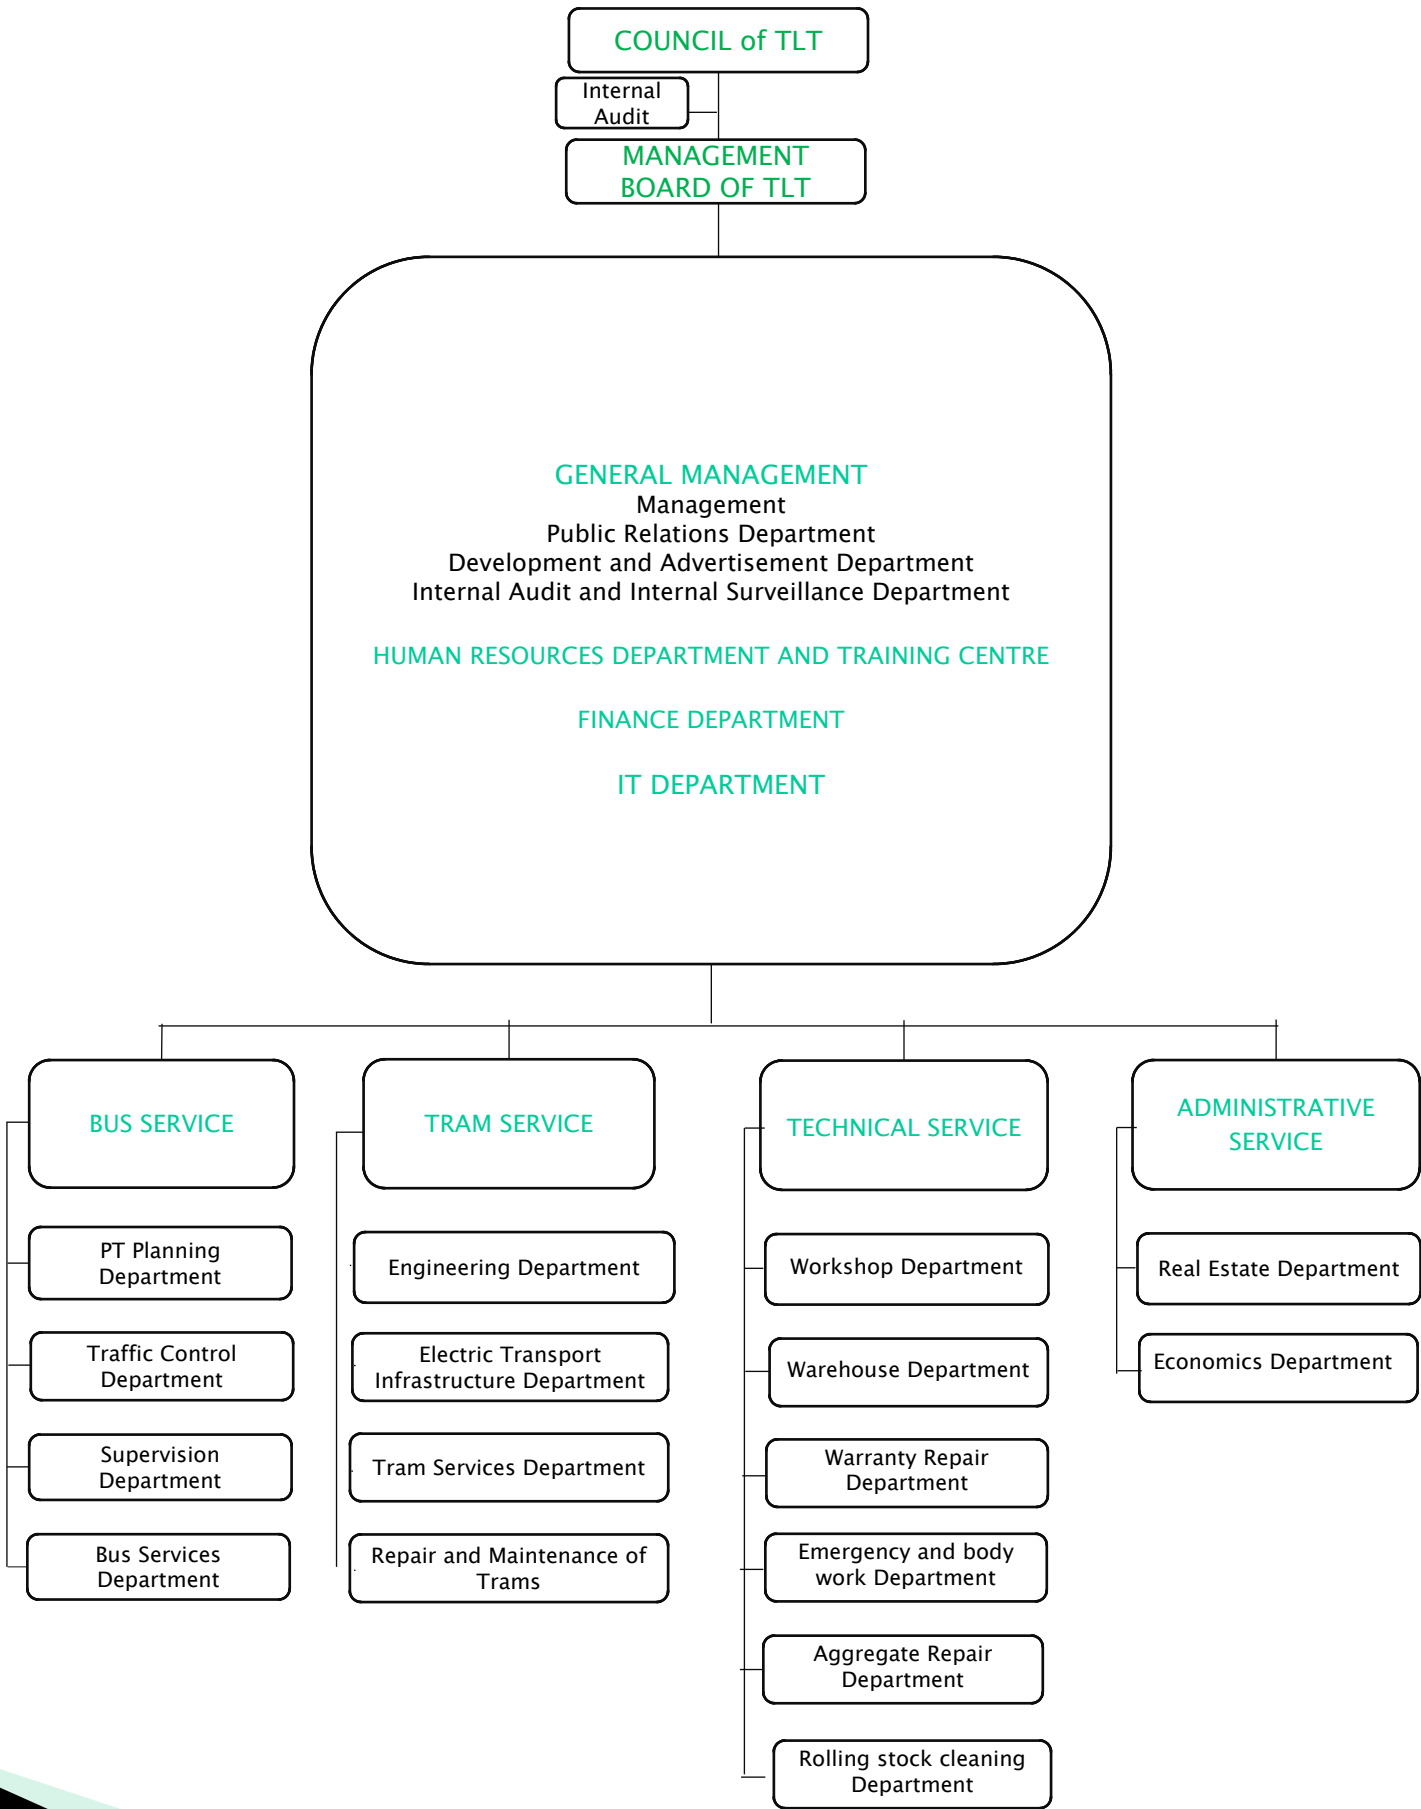 COUNCIL of TLT
Internal
Audit
MANAGEMENT
BOARD OF TLT
GENERAL MANAGEMENT
Management
Public Relations Department
Development and Advertisement Department
Internal Audit and Internal Surveillance Department
HUMAN RESOURCES DEPARTMENT AND TRAINING CENTRE
FINANCE DEPARTMENT
IT DEPARTMENT
BUS SERVICE
PT Planning
Department
Traffic Control
Department
Supervision
Department
Bus Services
Department
TRAM SERVICE
Engineering Department
Electric Transport
Infrastructure Department
Tram Services Department
Repair and Maintenance of
Trams
TECHNICAL SERVICE
Workshop Department
Warehouse Department
Warranty Repair
Department
Emergency and body
work Department
Aggregate Repair
Department
Rolling stock cleaning
Department
ADMINISTRATIVE
SERVICE
Real Estate Department
Economics Department